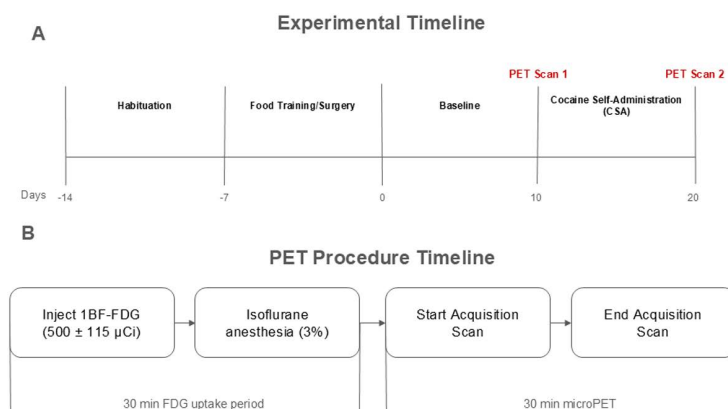 Experimental Timeline
A
PET Scan 1
PET Scan 2
Habituation
Food Training/Surgery
Baseline
Cocaine Self-Administration
(CSA)
Days
-14
-7
0
10
20
B
PET Procedure Timeline
Inject 1BF-FDG
(500 ± 115 µCi)
Isoflurane
anesthesia (3%)
Start Acquisition
Scan
End Acquisition
Scan
30 min FDG uptake period
30 min microPET